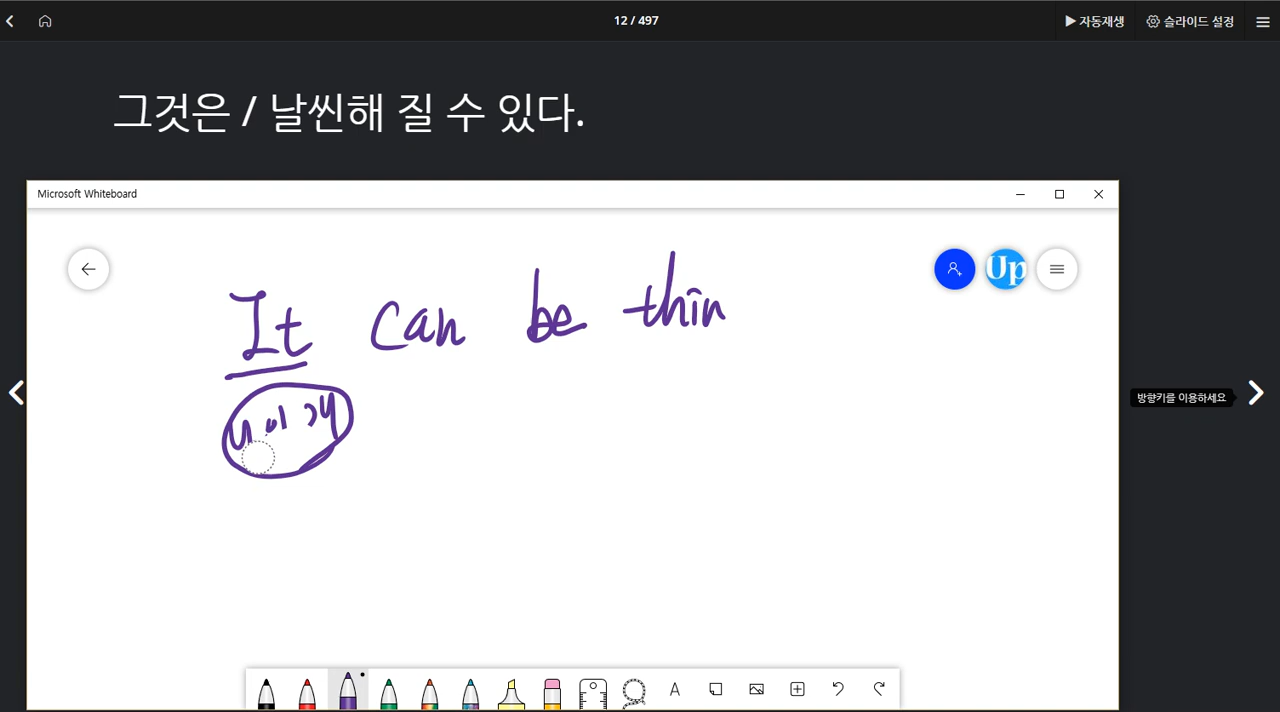 12 / 497
▶ 자동재생
슬라이드 설정
그것은 / 날씬해 질 수 있다.
Microsoft Whiteboard
Up
It can be thin
방향키를 이용하세요
A